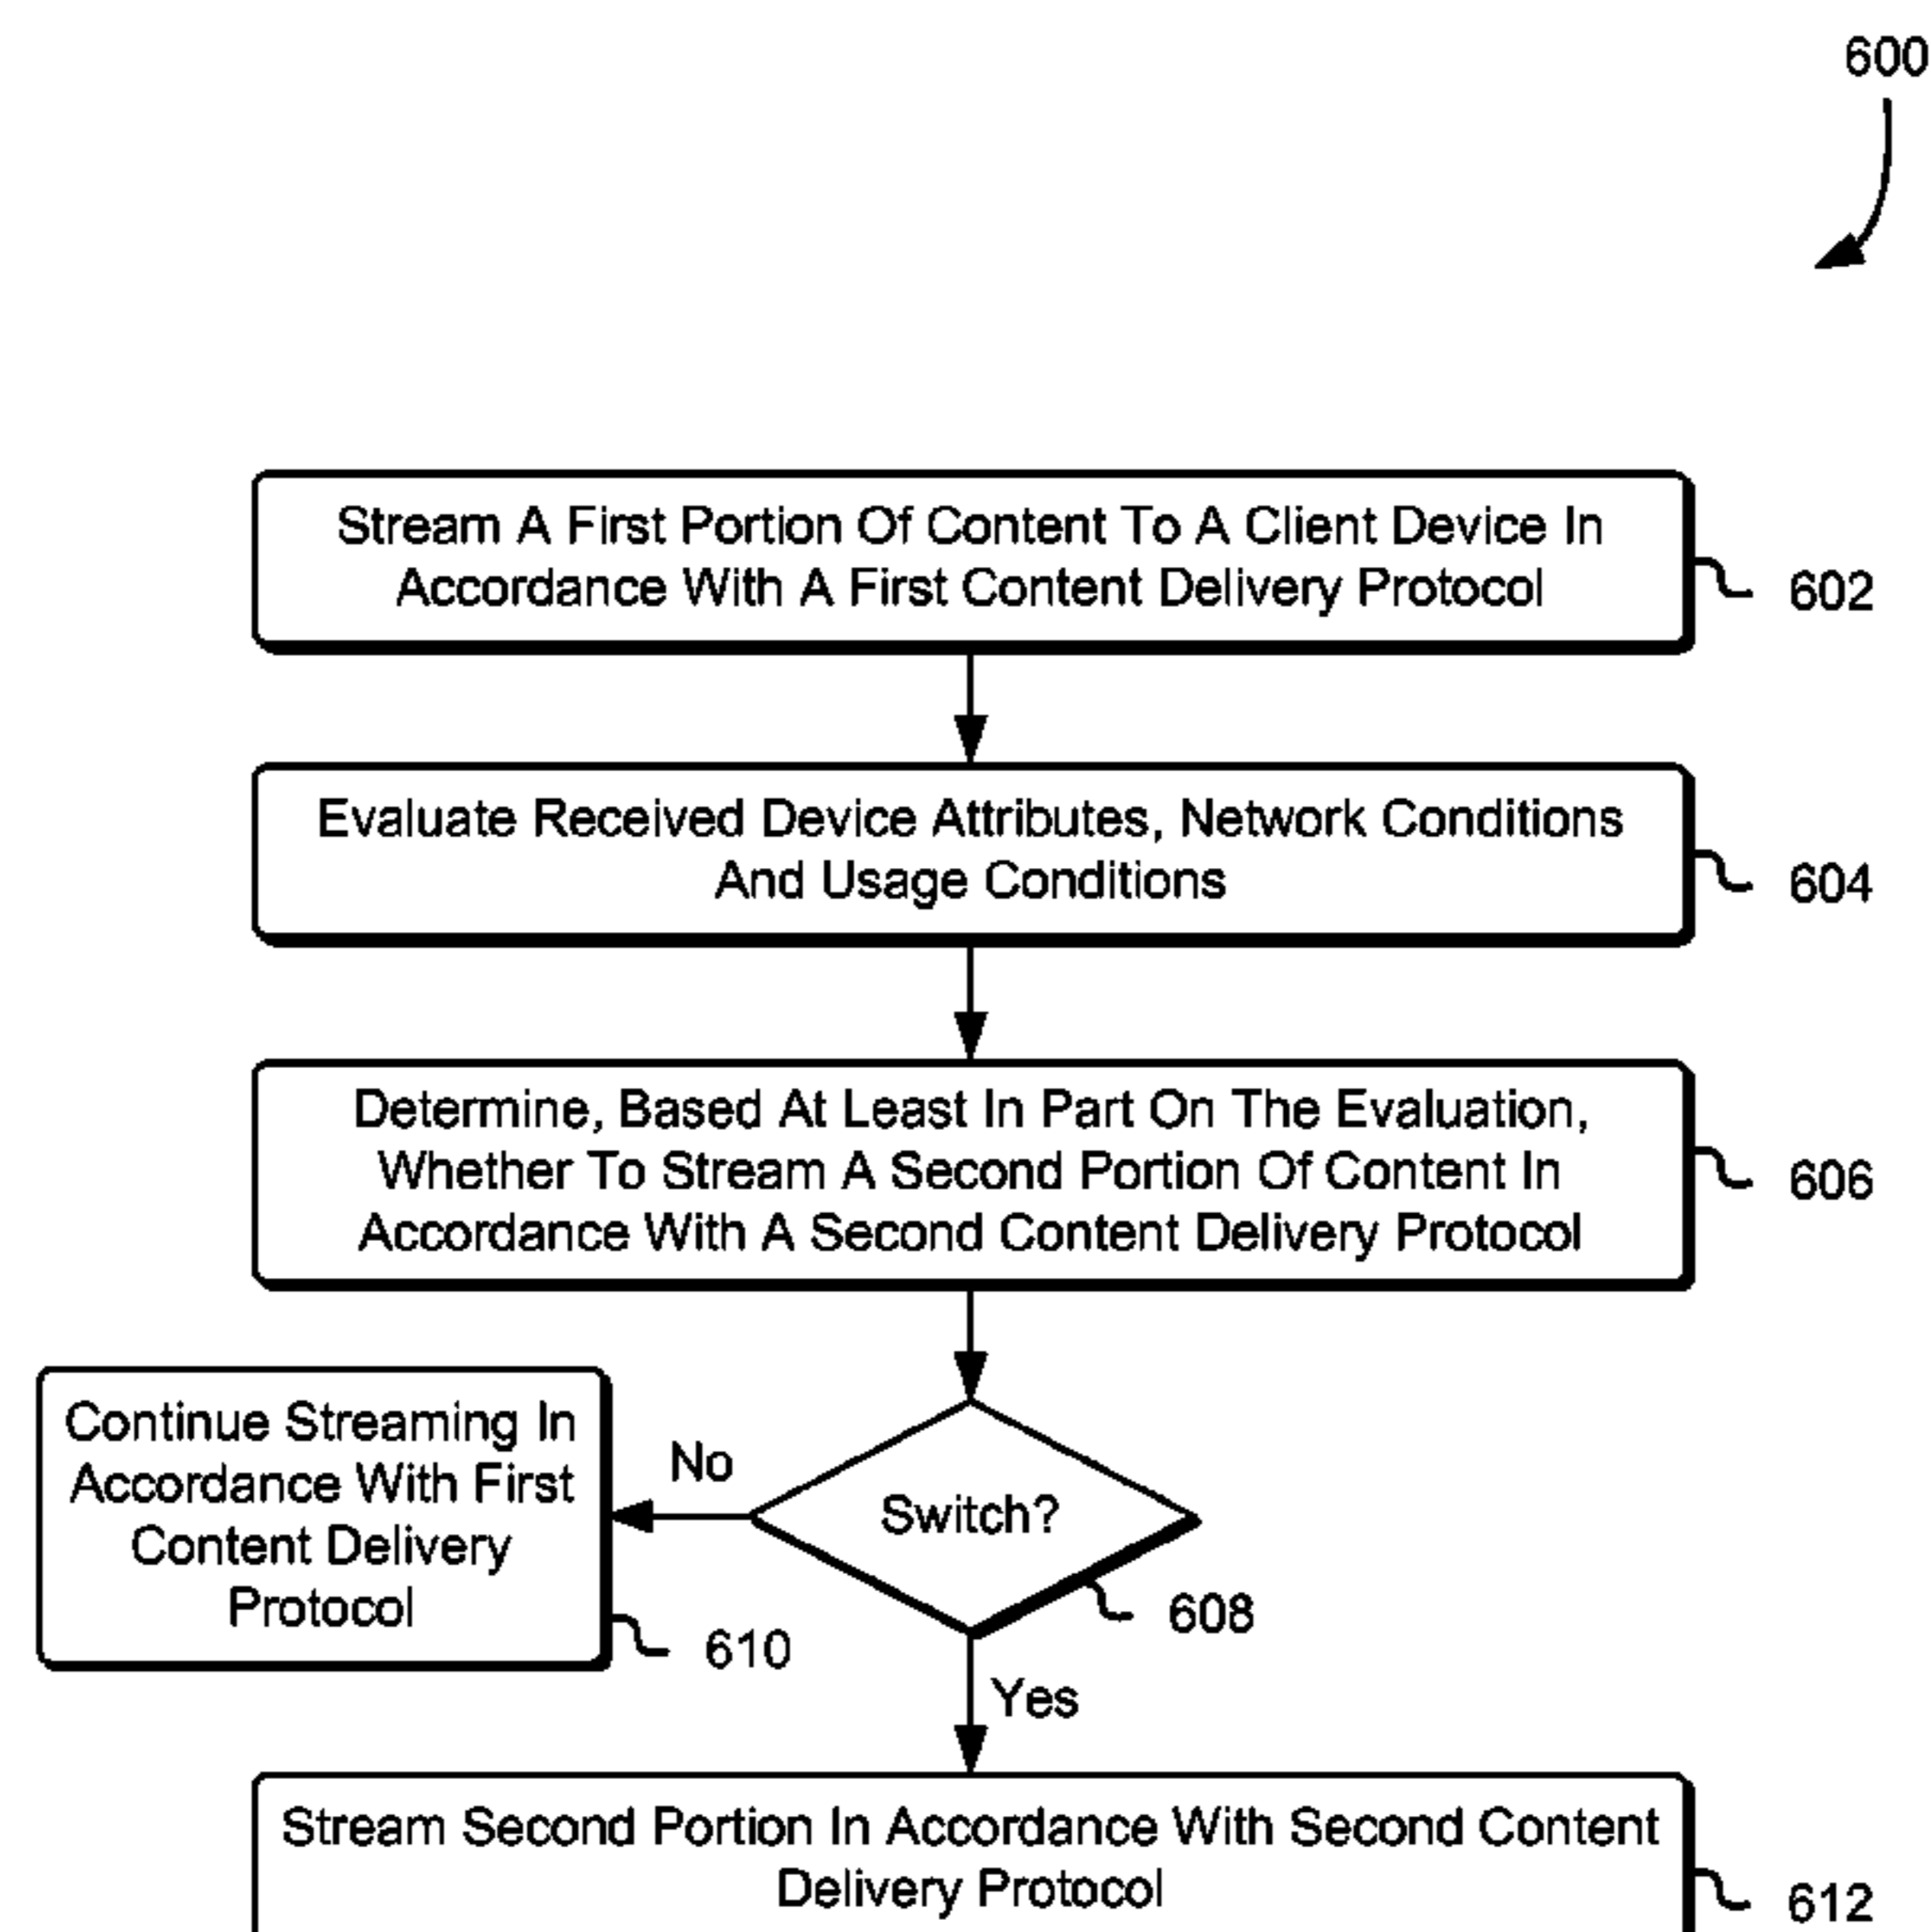 600
Stream A First Portion Of Content To A Client Device In
Accordance With A First Content Delivery Protocol
602
Evaluate Received Device Attributes, Network Conditions
And Usage Conditions
604
Determine, Based At Least In Part On The Evaluation,
Whether To Stream A Second Portion Of Content In
Accordance With A Second Content Delivery Protocol
606
Continue Streaming In
Accordance With First
Content Delivery
Protocol
610
No
Switch?
608
Yes
Stream Second Portion In Accordance With Second Content
Delivery Protocol
612